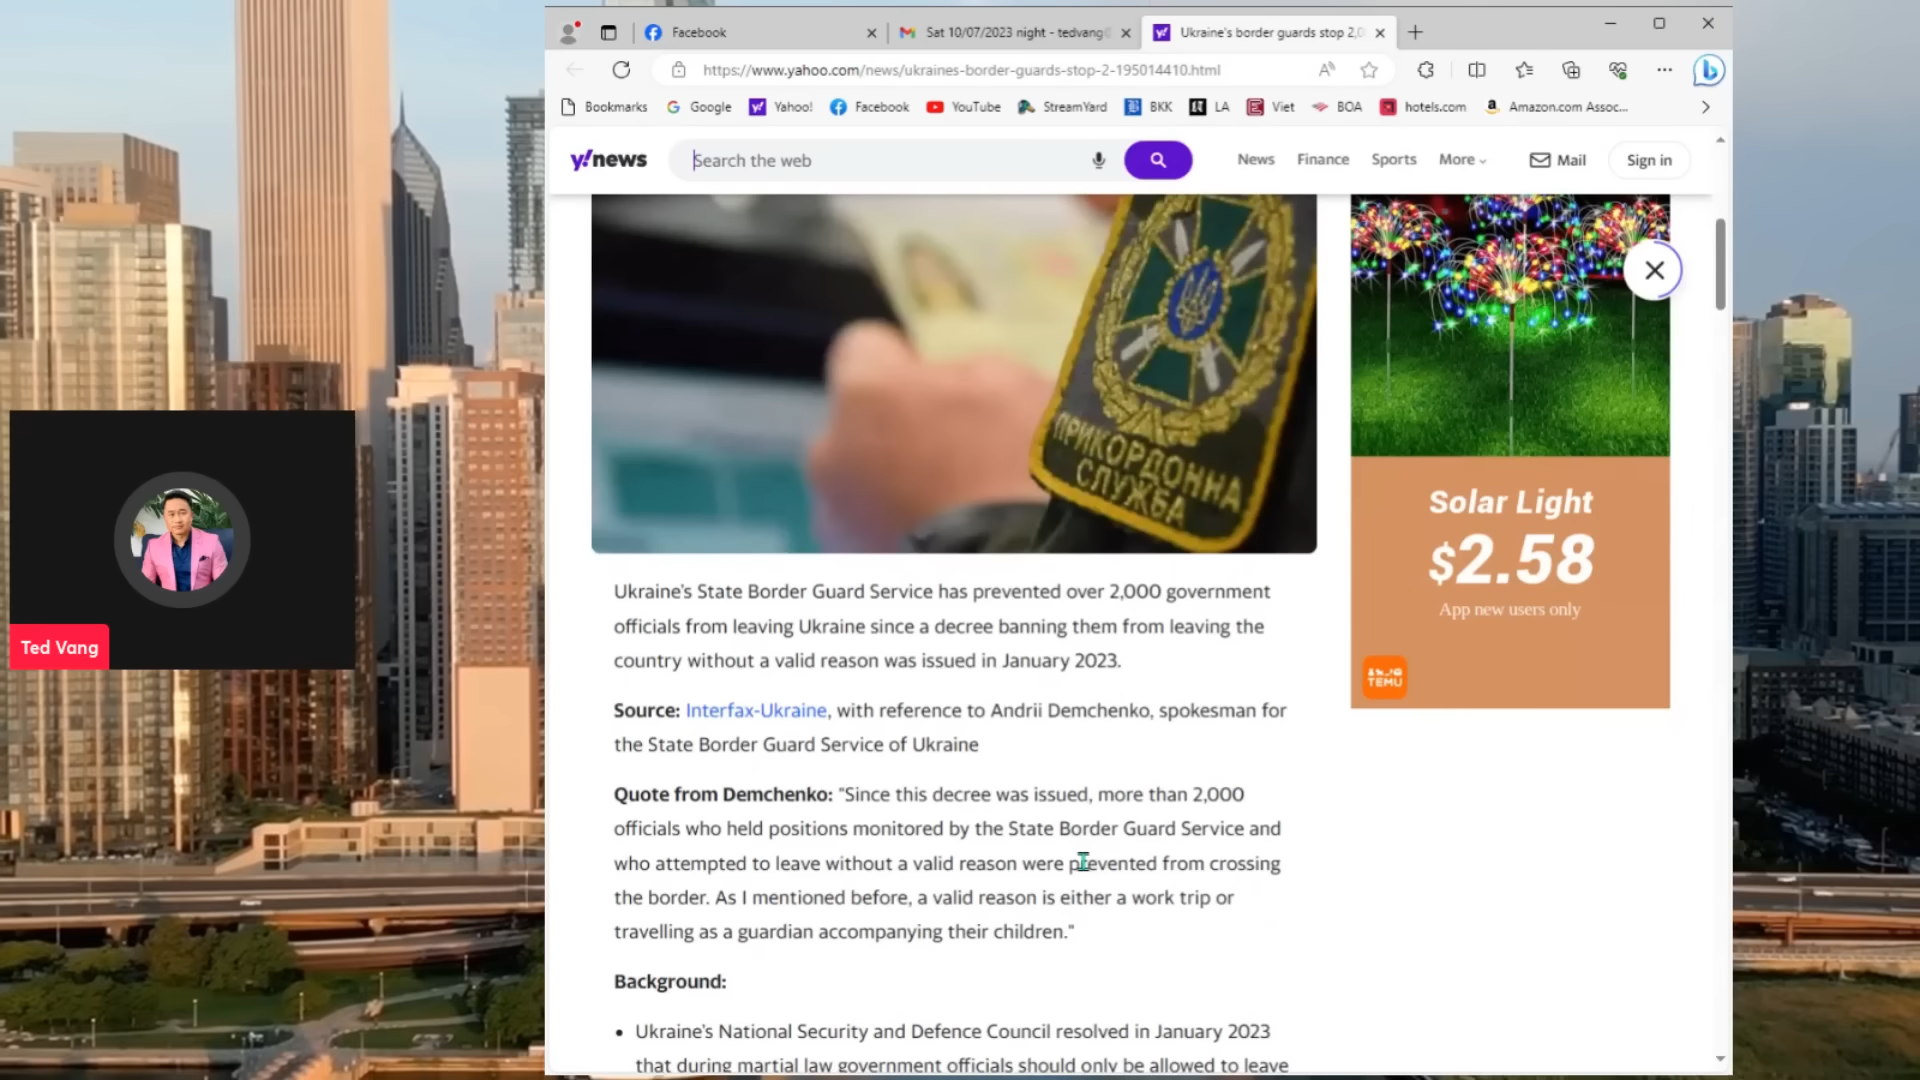 Facebook
Sat 10/07/2023 night - tedvang
Ukraine's border guards stop 2,0
https://www.yahoo.com/news/ukraines-border-guards-stop-2-195014410.html
Bookmarks
Google
Yahoo!
Facebook
YouTube
StreamYard
BKK
LA
Viet
BOA
hotels.com
Amazon.com Assoc...
y!news
Search the web
News
Finance
Sports
More
Mail
Sign in
ПРИКОРДОННА
СЛУЖБА
Solar Light
$2.58
App new users only
TEMU
Ted Vang
Ukraine's State Border Guard Service has prevented over 2,000 government
officials from leaving Ukraine since a decree banning them from leaving the
country without a valid reason was issued in January 2023.
Source: Interfax-Ukraine, with reference to Andrii Demchenko, spokesman for
the State Border Guard Service of Ukraine
Quote from Demchenko: "Since this decree was issued, more than 2,000
officials who held positions monitored by the State Border Guard Service and
who attempted to leave without a valid reason were prevented from crossing
the border. As I mentioned before, a valid reason is either a work trip or
travelling as a guardian accompanying their children."
Background:
• Ukraine's National Security and Defence Council resolved in January 2023
that during martial law government officials should only be allowed to leave